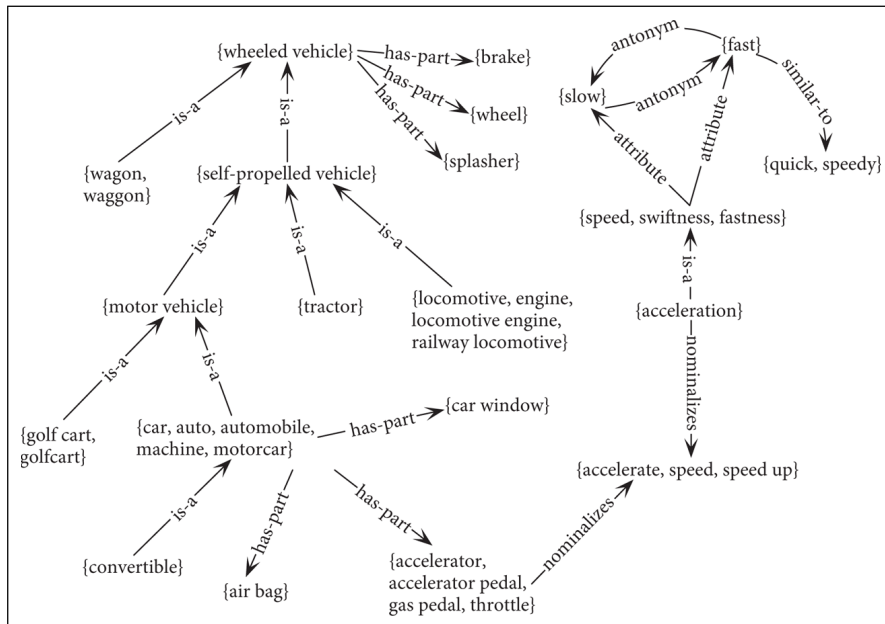 {wheeled vehicle}
has-part
{brake}
has-part
{wheel}
has-part
{splasher}
is-a
is-a
{wagon,
waggon}
{self-propelled vehicle}
is-a
is-a
is-a
{motor vehicle}
{tractor}
{locomotive, engine,
locomotive engine,
railway locomotive}
is-a
is-a
{golf cart,
golfcart}
{car, auto, automobile,
machine, motorcar}
has-part
{car window}
is-a
has-part
has-part
{convertible}
{air bag}
{accelerator,
accelerator pedal,
gas pedal, throttle}
antonym
{fast}
{slow}
antonym
similar-to
attribute
attribute
{quick, speedy}
{speed, swiftness, fastness}
is-a
{acceleration}
nominalizes
{accelerate, speed, speed up}
nominalizes